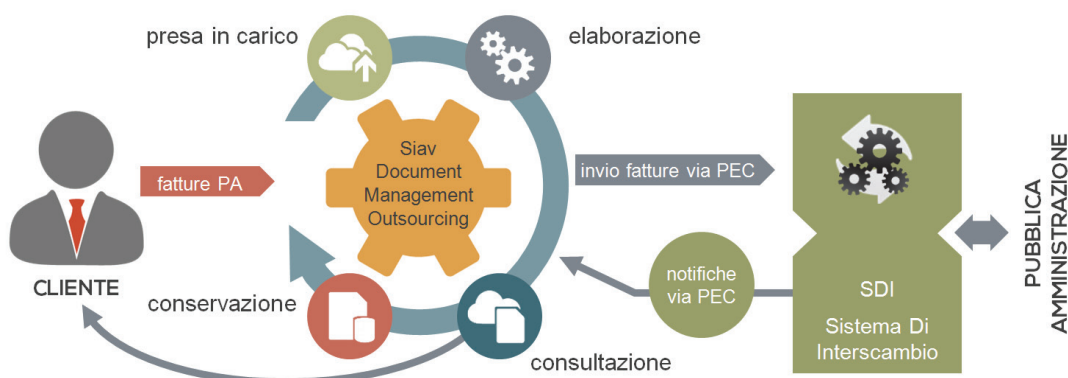 presa in carico
elaborazione
Siav
Document
Management
Outsourcing
fatture PA
invio fatture via PEC
PUBBLICA
AMMINISTRAZIONE
notifiche
via PEC
CLIENTE
conservazione
consultazione
SDI
Sistema Di
Interscambio